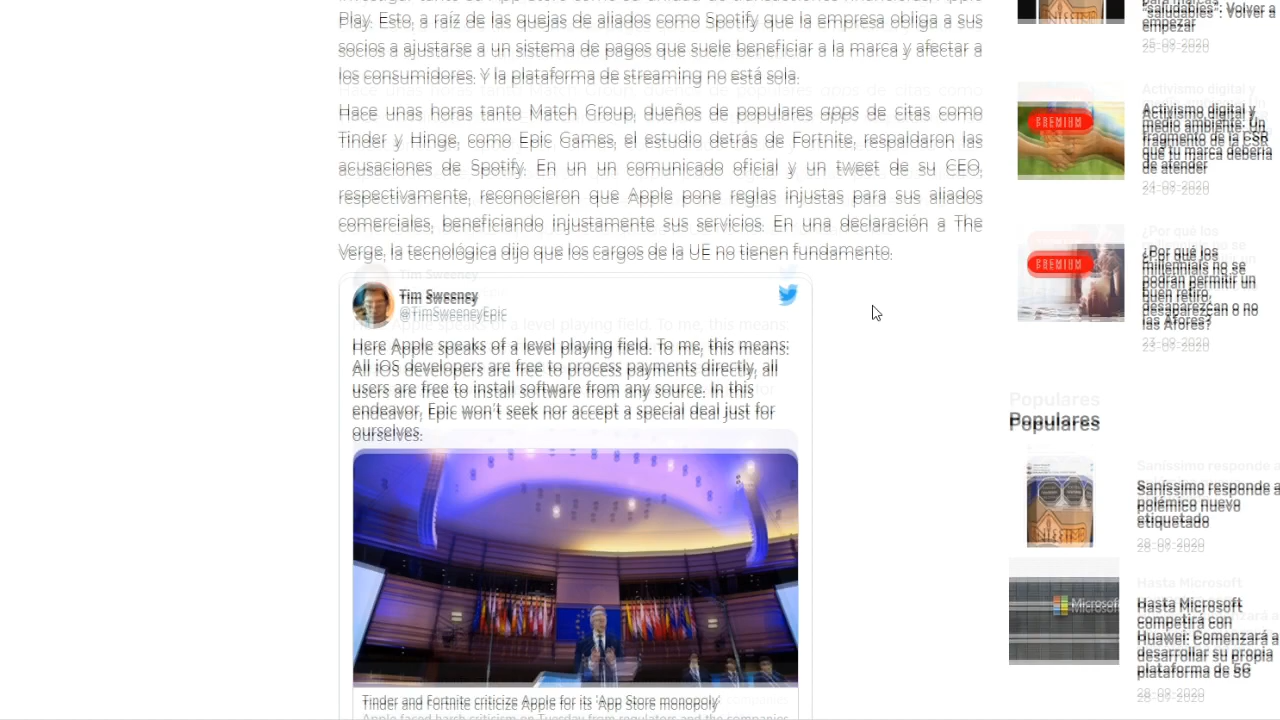 Play. Esto, a raíz de las quejas de aliados como Spotify que la empresa obliga a sus
socios a ajustarse a un sistema de pagos que suele beneficiar a la marca y afectar a
los consumidores. Y la plataforma de streaming no está sola.
Hace unas horas tanto Match Group, dueños de populares apps de citas como
Tinder y Hinge, como Epic Games, el estudio detrás de Fortnite, respaldaron las
acusaciones de Spotify. En un un comunicado oficial y un tweet de su CEO,
respectivamente, reconocieron que Apple pone reglas injustas para sus aliados
comerciales, beneficiando injustamente sus servicios. En una declaración a The
Verge, la tecnológica dijo que los cargos de la UE no tienen fundamento.
Tim Sweeney
@TimSweeneyEpic
Here Apple speaks of a level playing field. To me, this means:
All iOS developers are free to process payments directly, all
users are free to install software from any source. In this
endeavor, Epic won't seek nor accept a special deal just for
ourselves.
Tinder and Fortnite criticize Apple for its 'App Store monopoly'
Apple faced harsh criticism on Tuesday from regulators and the companies
"saludables": Volver a
empezar
25-09-2020
PREMIUM
Activismo digital y
medio ambiente: Un
fragmento de la CSR
que tu marca debería
de atender
24-09-2020
PREMIUM
¿Por qué los
millennials no se
podrán permitir un
buen retiro,
desaparezcan o no
las Afores?
23-09-2020
Populares
Saníssimo responde a
polémico nuevo
etiquetado
28-09-2020
Microsoft
Hasta Microsoft
competirá con
Huawei: Comenzará a
desarrollar su propia
plataforma de 5G
28-09-2020